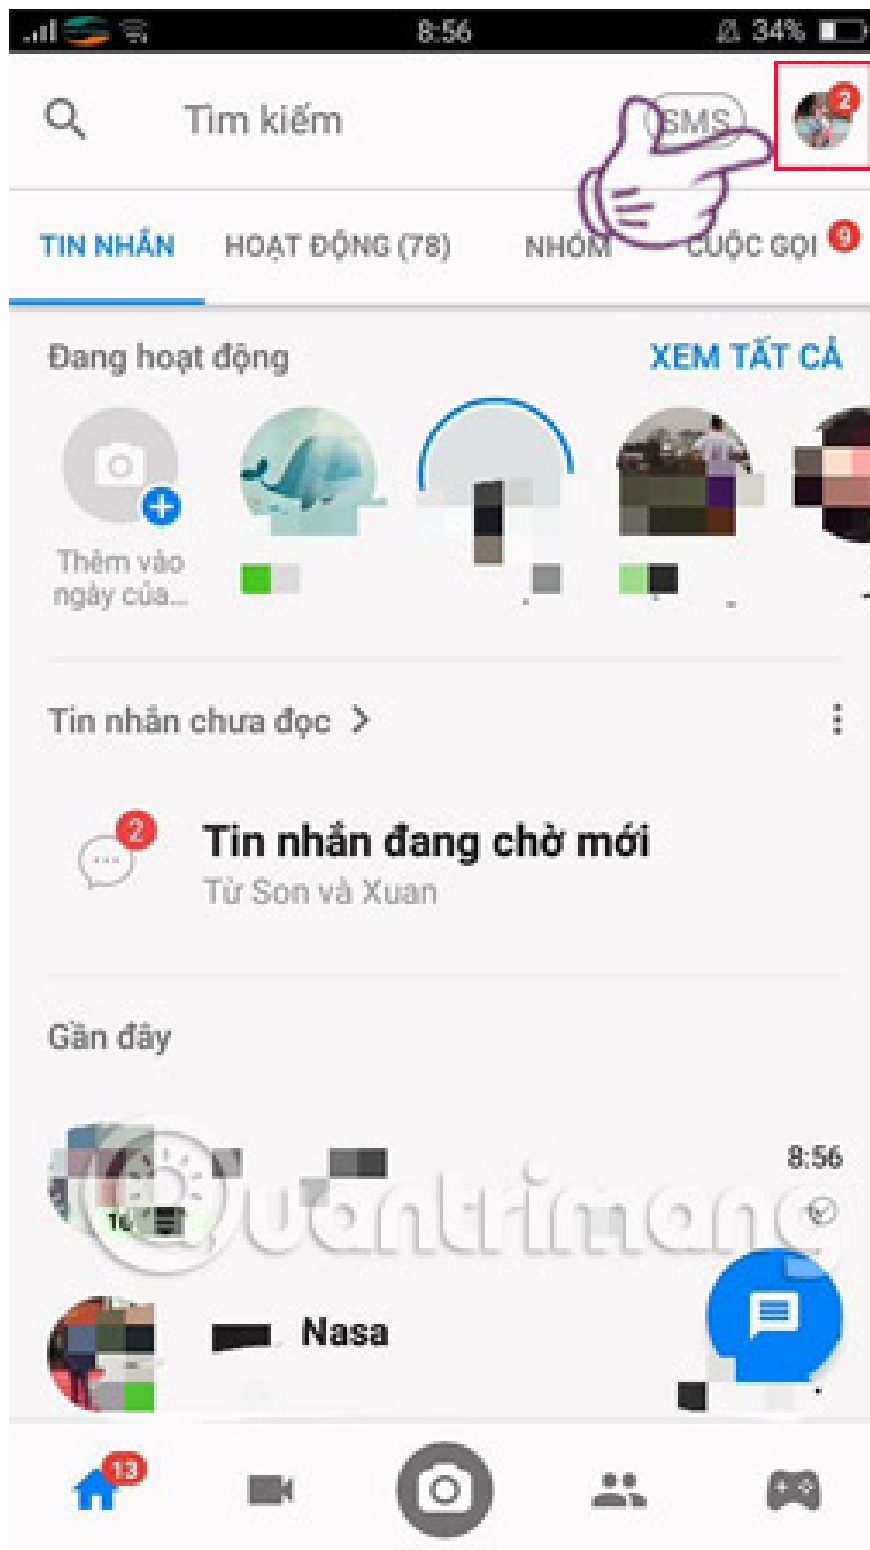 8:56
34%
Tìm kiếm
SMS
2
TIN NHẮN
HOẠT ĐỘNG (78)
NHÓM
CUỘC GỌI
9
Đang hoạt động
XEM TẤT CẢ
Thêm vào
ngày của...
Tin nhắn chưa đọc
2
Tin nhắn đang chờ mới
Từ Son và Xuan
Gần đây
8:56
16
Quantrimang
Nasa
13